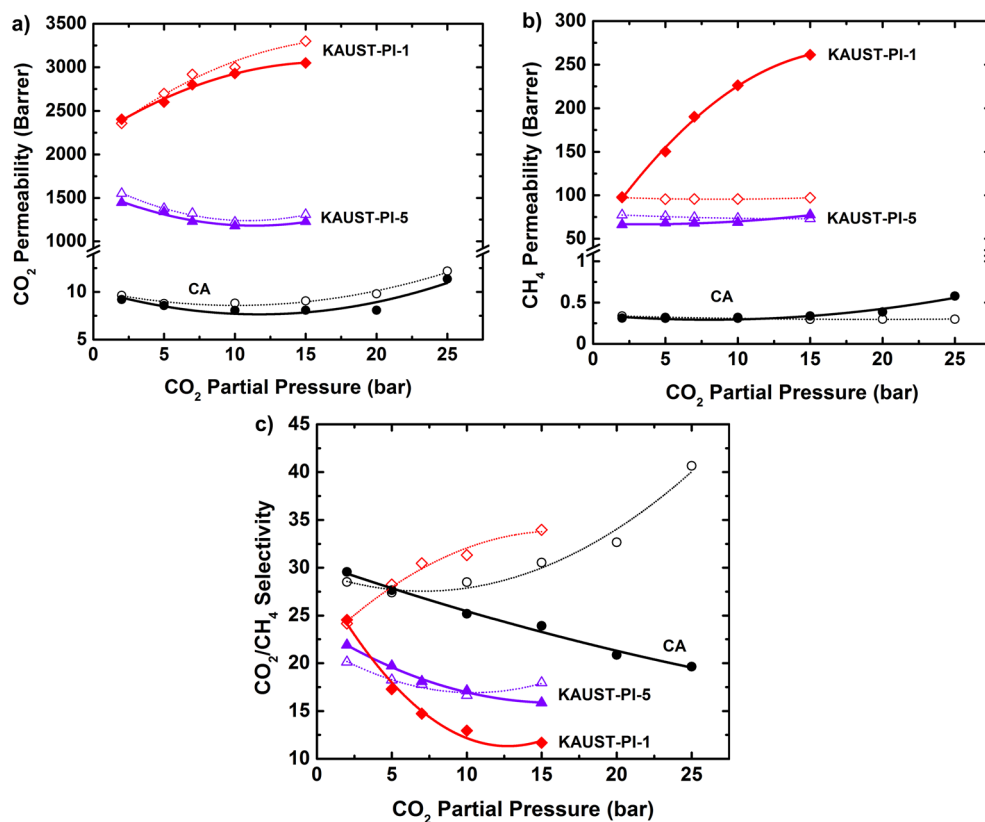 a)
CO₂ Permeability (Barrer)
3500
3000
2500
2000
1500
1000
10
5
KAUST-PI-1
KAUST-PI-5
CA
0 5 10 15 20 25
CO₂ Partial Pressure (bar)
b)
CH₄ Permeability (Barrer)
300
250
200
150
100
50
1
0.5
0
KAUST-PI-1
KAUST-PI-5
CA
0 5 10 15 20 25
CO₂ Partial Pressure (bar)
c)
CO₂/CH₄ Selectivity
45
40
35
30
25
20
15
10
CA
KAUST-PI-5
KAUST-PI-1
0 5 10 15 20 25
CO₂ Partial Pressure (bar)